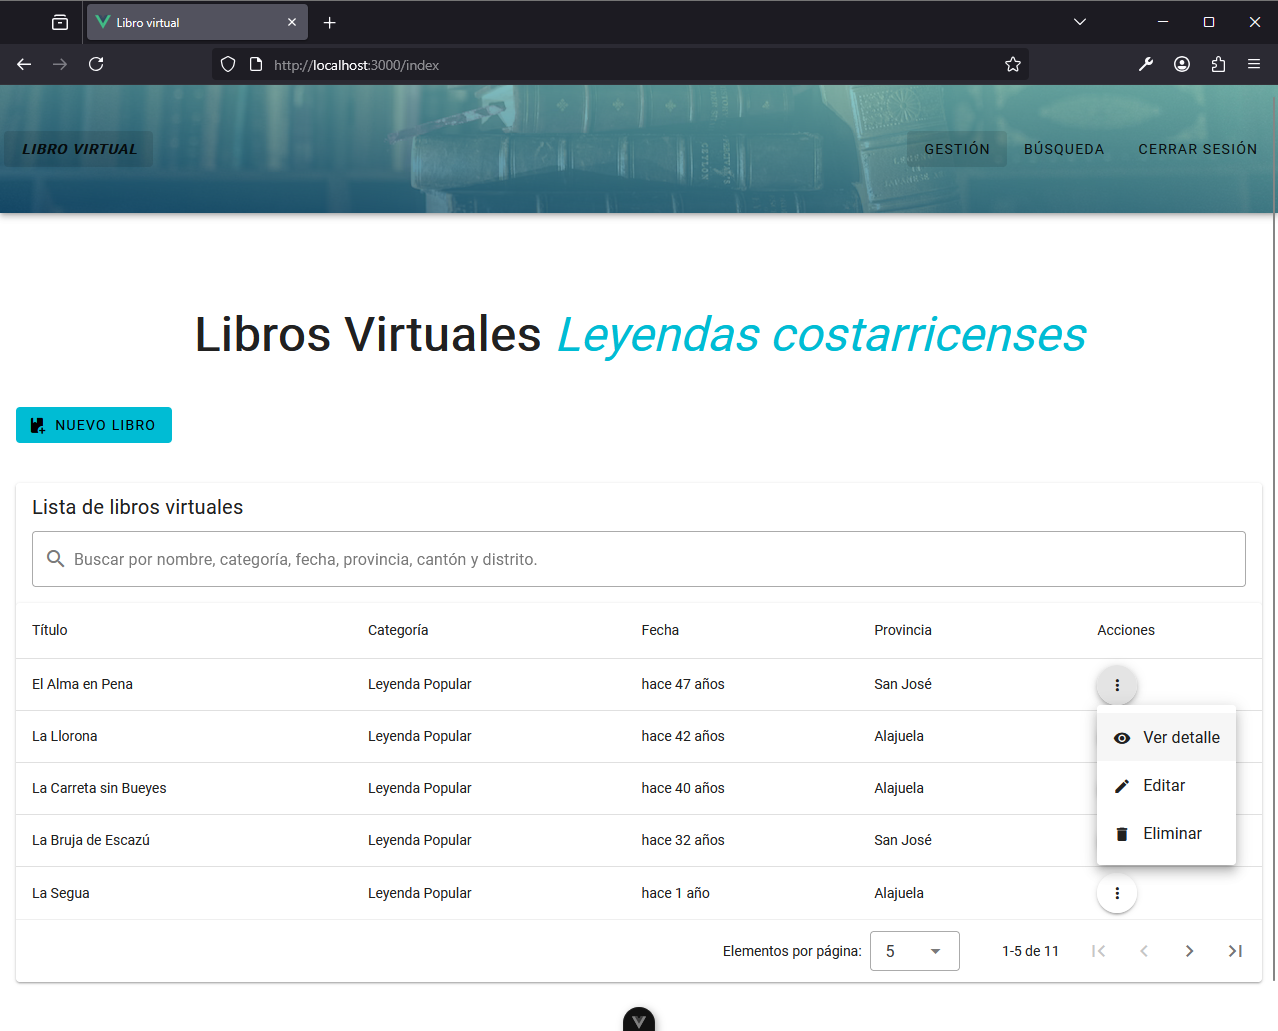 Libro virtual
http://localhost:3000/index
LIBRO VIRTUAL
GESTIÓN
BÚSQUEDA
CERRAR SESIÓN
Libros Virtuales Leyendas costarricenses
NUEVO LIBRO
Lista de libros virtuales
Buscar por nombre, categoría, fecha, provincia, cantón y distrito.
Título Categoría Fecha Provincia Acciones
El Alma en Pena Leyenda Popular hace 47 años San José
La Llorona Leyenda Popular hace 42 años Alajuela
La Carreta sin Bueyes Leyenda Popular hace 40 años Alajuela
La Bruja de Escazú Leyenda Popular hace 32 años San José
La Segua Leyenda Popular hace 1 año Alajuela
Ver detalle
Editar
Eliminar
Elementos por página: 5 1-5 de 11